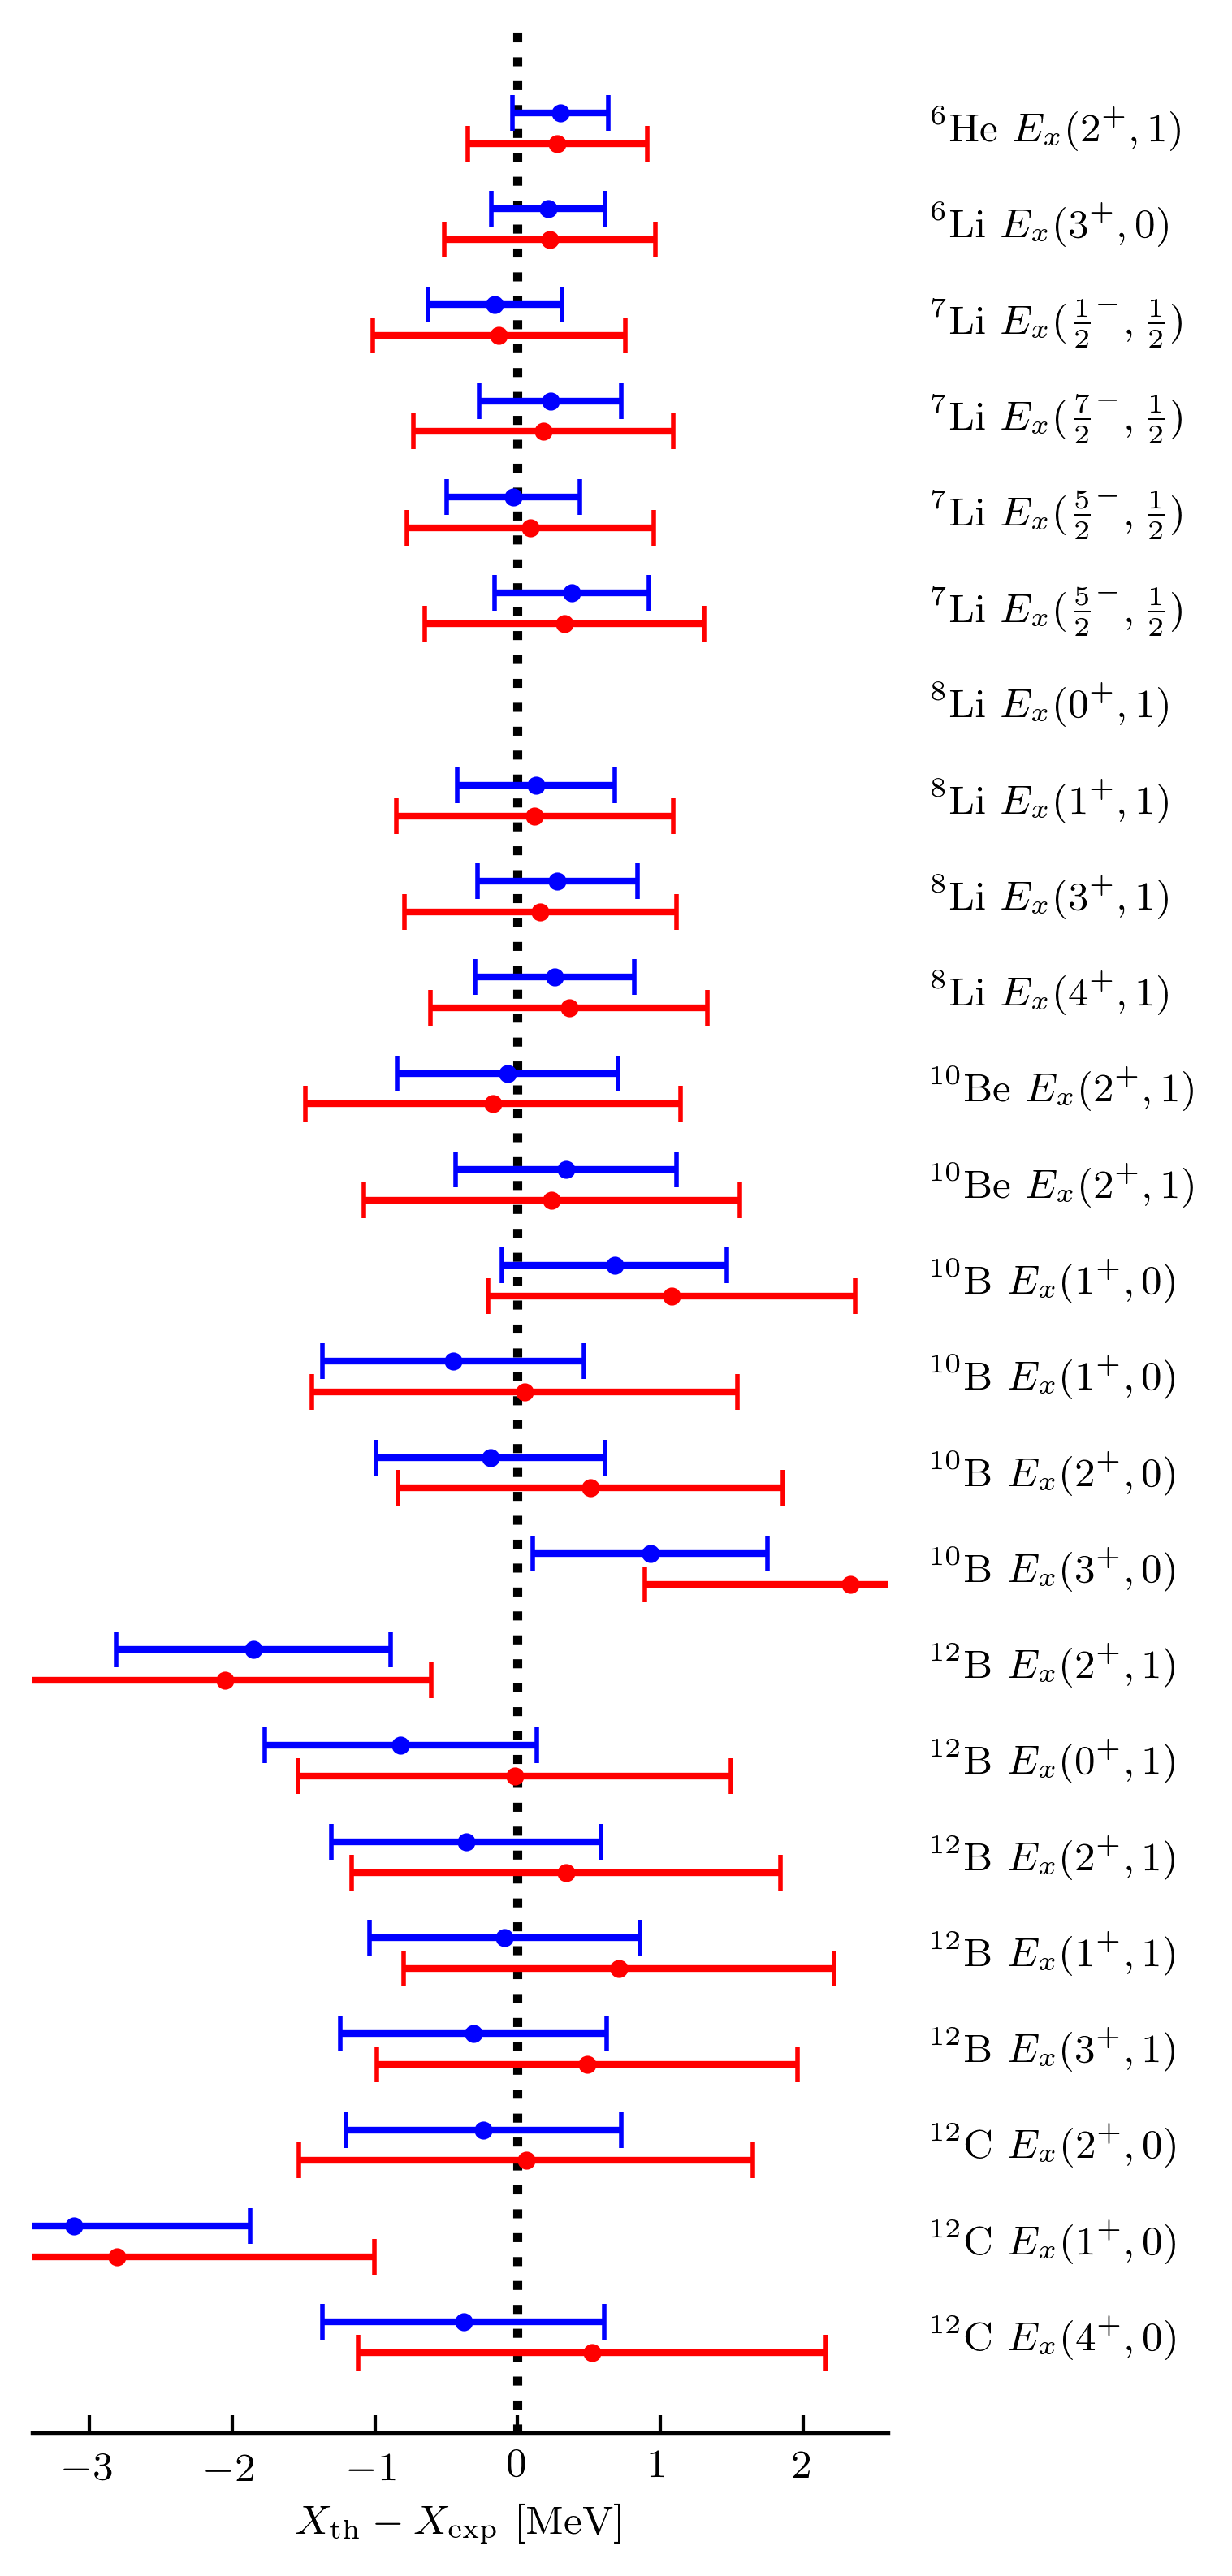 ⁶He Eₓ(2⁺, 1)
⁶Li Eₓ(3⁺, 0)
⁷Li Eₓ(1/2⁻, 1/2)
⁷Li Eₓ(7/2⁻, 1/2)
⁷Li Eₓ(5/2⁻, 1/2)
⁷Li Eₓ(5/2⁻, 1/2)
⁸Li Eₓ(0⁺, 1)
⁸Li Eₓ(1⁺, 1)
⁸Li Eₓ(3⁺, 1)
⁸Li Eₓ(4⁺, 1)
¹⁰Be Eₓ(2⁺, 1)
¹⁰Be Eₓ(2⁺, 1)
¹⁰B Eₓ(1⁺, 0)
¹⁰B Eₓ(1⁺, 0)
¹⁰B Eₓ(2⁺, 0)
¹⁰B Eₓ(3⁺, 0)
¹²B Eₓ(2⁺, 1)
¹²B Eₓ(0⁺, 1)
¹²B Eₓ(2⁺, 1)
¹²B Eₓ(1⁺, 1)
¹²B Eₓ(3⁺, 1)
¹²C Eₓ(2⁺, 0)
¹²C Eₓ(1⁺, 0)
¹²C Eₓ(4⁺, 0)
−3 −2 −1 0 1 2
X_th − X_exp [MeV]